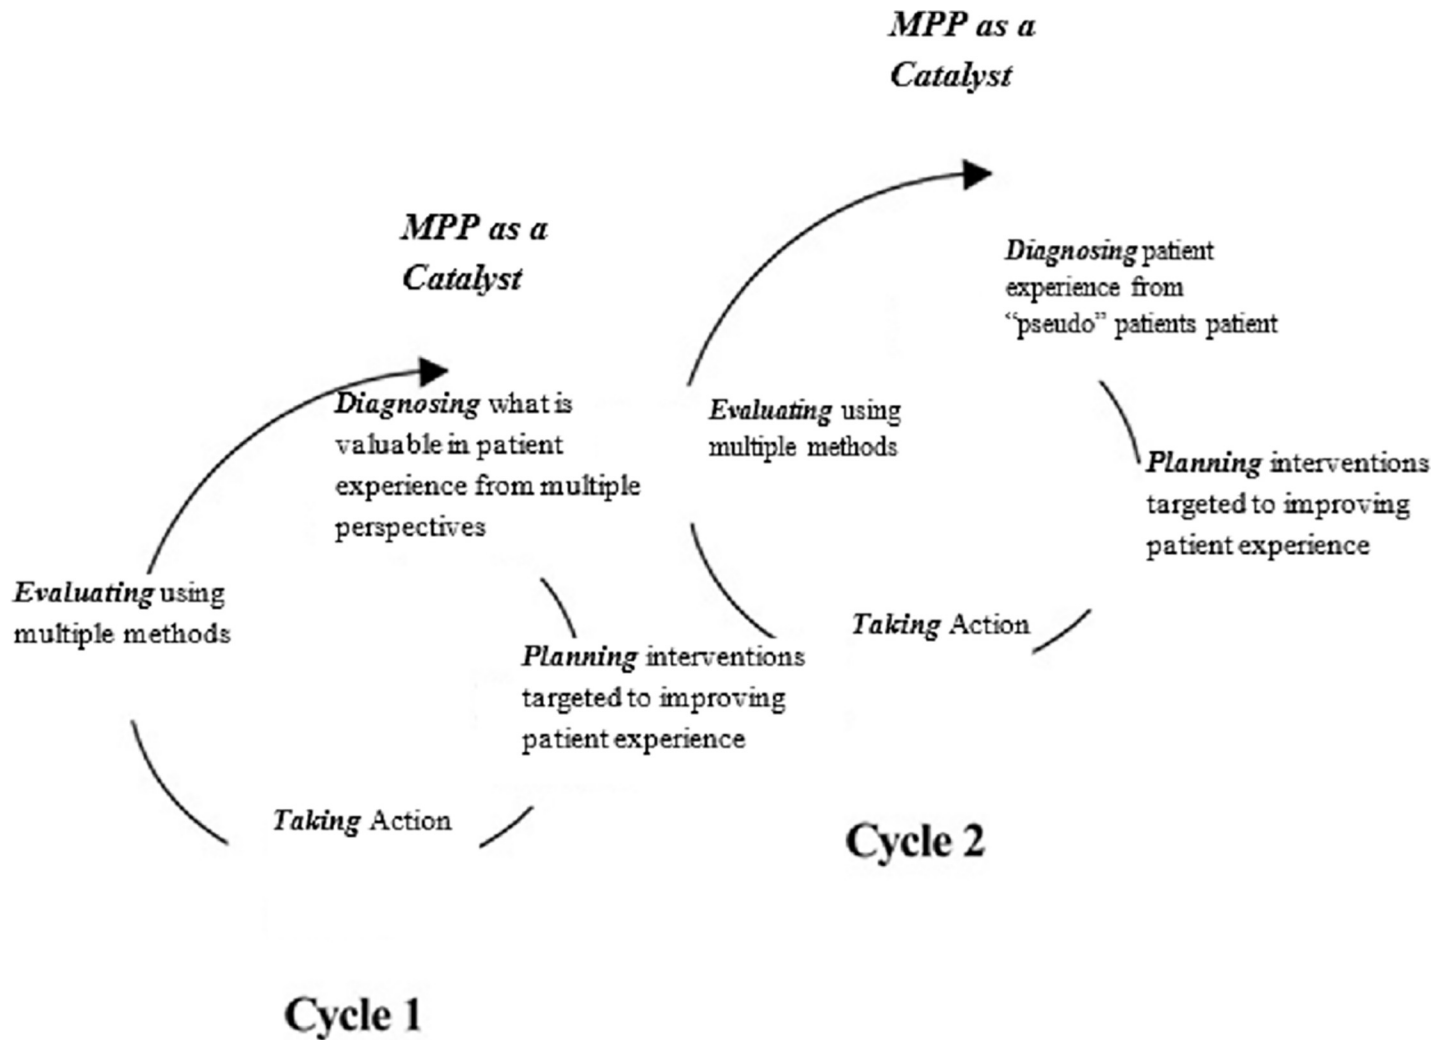 MPP as a
Catalyst
Diagnosing what is
valuable in patient
experience from multiple
perspectives
Planning interventions
targeted to improving
patient experience
Taking Action
Evaluating using
multiple methods
Cycle 1
MPP as a
Catalyst
Diagnosing patient
experience from
“pseudo” patients patient
Planning interventions
targeted to improving
patient experience
Taking Action
Evaluating using
multiple methods
Cycle 2